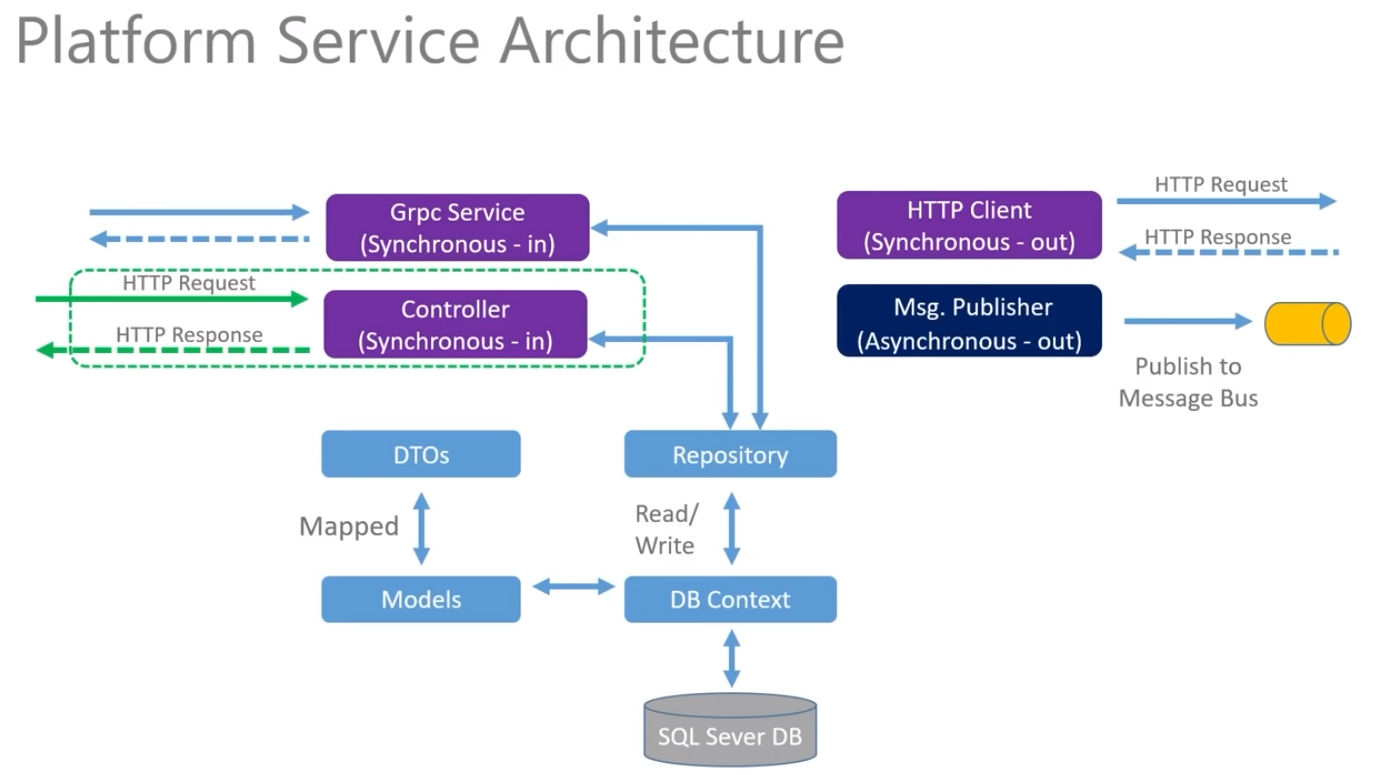 Platform Service Architecture
Grpc Service
(Synchronous - in)
HTTP Request
HTTP Response
Controller
(Synchronous - in)
HTTP Client
(Synchronous - out)
HTTP Request
HTTP Response
Msg. Publisher
(Asynchronous - out)
Publish to
Message Bus
DTOs
Repository
Mapped
Read/
Write
Models
DB Context
SQL Sever DB